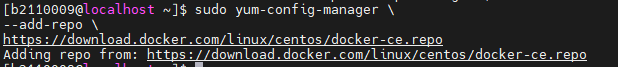 [b2110009@localhost ~]$ sudo yum-config-manager \
--add-repo \
https://download.docker.com/linux/centos/docker-ce.repo
Adding repo from: https://download.docker.com/linux/centos/docker-ce.repo